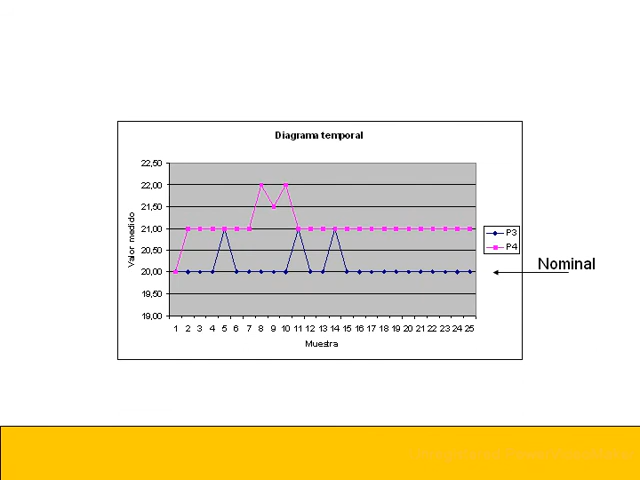 Diagrama temporal
22,50
22,00
21,50
21,00
20,50
20,00
19,50
19,00
Valor medido
1 2 3 4 5 6 7 8 9 10 11 12 13 14 15 16 17 18 19 20 21 22 23 24 25
Muestra
P3
P4
Nominal